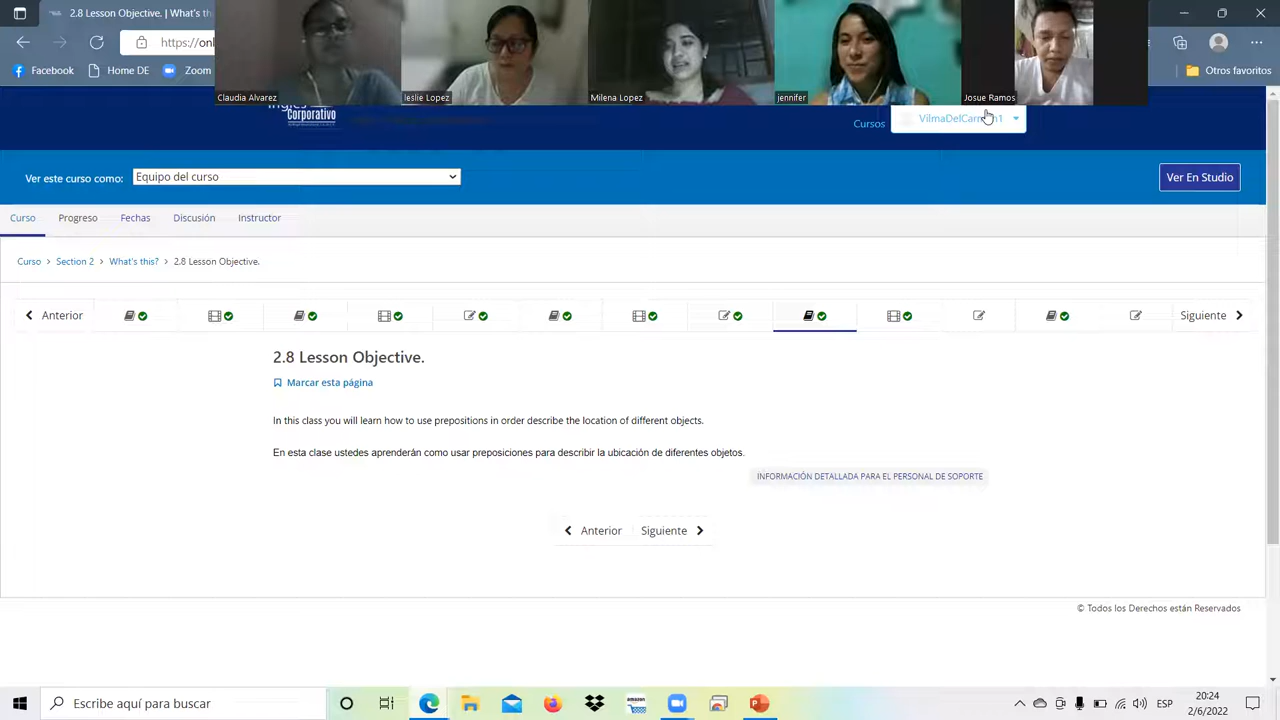 2.8 Lesson Objective. | What's this?
https://onl
Facebook
Home DE
Zoom
Otros favoritos
Claudia Alvarez
leslie Lopez
Milena Lopez
jennifer
Josue Ramos
Inglés
Corporativo
Cursos
VilmaDelCarmen1
Ver este curso como:
Equipo del curso
Ver En Studio
Curso
Progreso
Fechas
Discusión
Instructor
Curso > Section 2 > What's this? > 2.8 Lesson Objective.
Anterior
Siguiente
2.8 Lesson Objective.
Marcar esta página
In this class you will learn how to use prepositions in order describe the location of different objects.
En esta clase ustedes aprenderán como usar preposiciones para describir la ubicación de diferentes objetos.
INFORMACIÓN DETALLADA PARA EL PERSONAL DE SOPORTE
Anterior
Siguiente
© Todos los Derechos están Reservados
Escribe aquí para buscar
amazon
ESP
20:24
2/6/2022